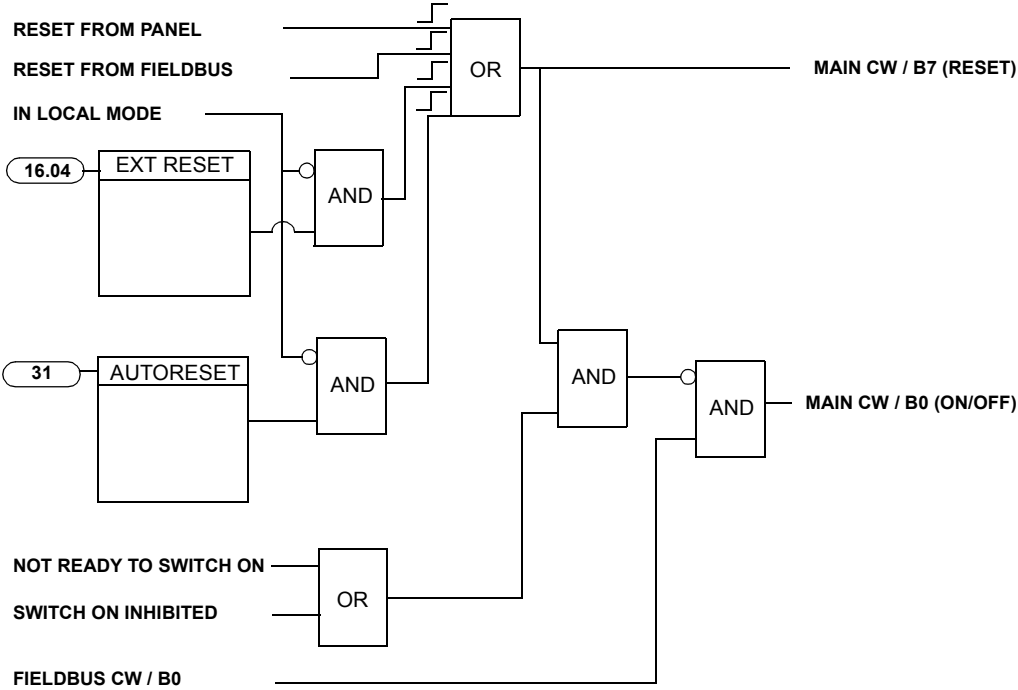 RESET FROM PANEL
RESET FROM FIELDBUS
OR
MAIN CW / B7 (RESET)
IN LOCAL MODE
16.04
EXT RESET
AND
31
AUTORESET
AND
AND
AND
MAIN CW / B0 (ON/OFF)
NOT READY TO SWITCH ON
OR
SWITCH ON INHIBITED
FIELDBUS CW / B0